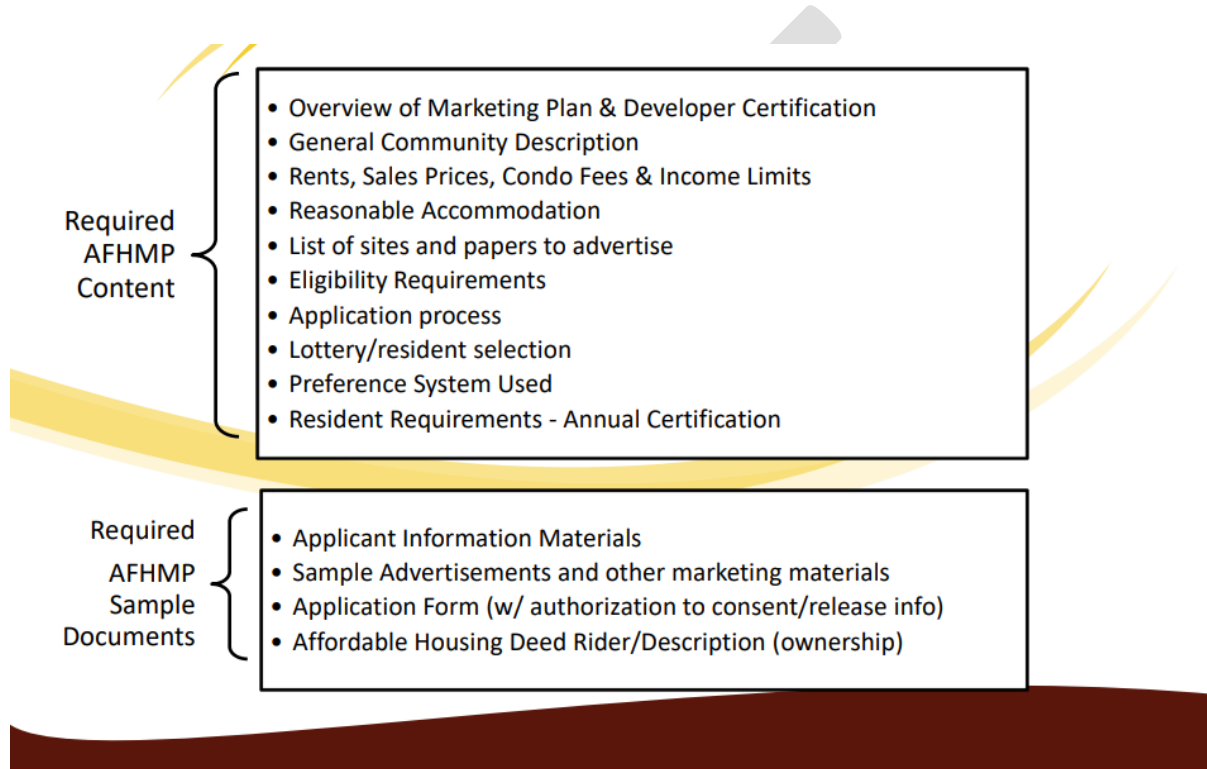 Required
AFHMP
Content
• Overview of Marketing Plan & Developer Certification
• General Community Description
• Rents, Sales Prices, Condo Fees & Income Limits
• Reasonable Accommodation
• List of sites and papers to advertise
• Eligibility Requirements
• Application process
• Lottery/resident selection
• Preference System Used
• Resident Requirements - Annual Certification
Required
AFHMP
Sample
Documents
• Applicant Information Materials
• Sample Advertisements and other marketing materials
• Application Form (w/ authorization to consent/release info)
• Affordable Housing Deed Rider/Description (ownership)